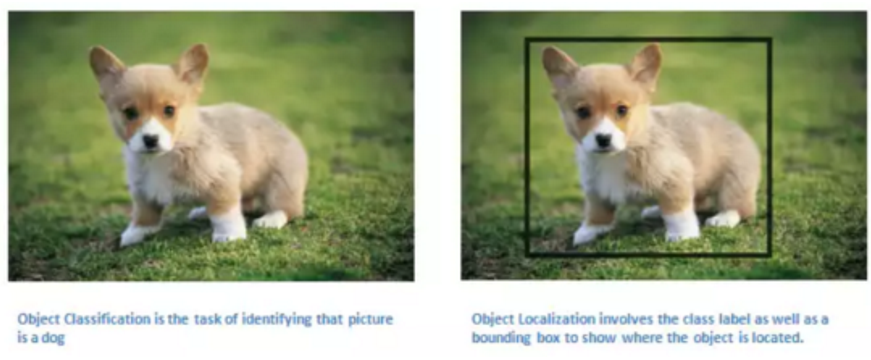 Object Classification is the task of identifying that picture
is a dog
Object Localization involves the class label as well as a
bounding box to show where the object is located.